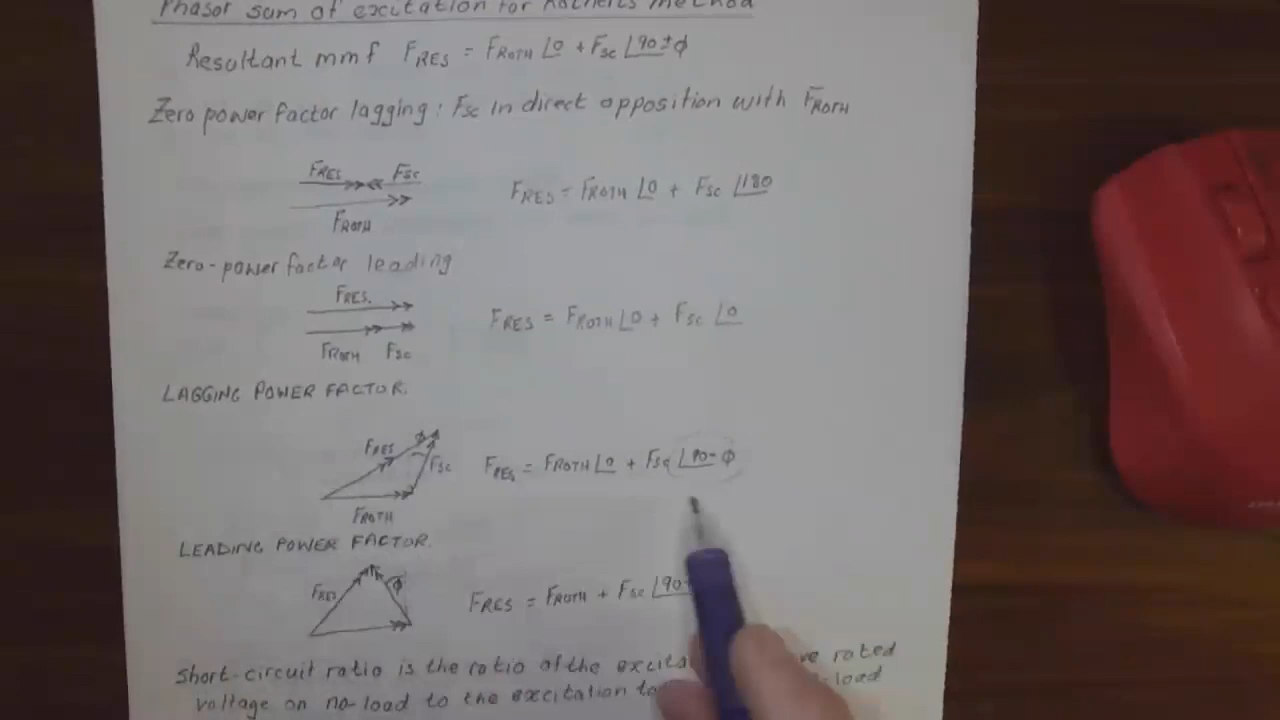 Phasor sum of excitation for Rothert's method
Resultant mmf FRES = FROTH∠0 + FSC∠90±φ
Zero power factor lagging: FSC in direct opposition with FROTH
FRES FSC
FRES = FROTH∠0 + FSC∠180
FROTH
Zero-power factor leading
FRES.
FRES = FROTH∠0 + FSC∠0
FROTH FSC
LAGGING POWER FACTOR.
FRES φ FSC
FRES = FROTH∠0 + FSC∠90-φ
FROTH
LEADING POWER FACTOR.
FRES φ
FRES = FROTH + FSC∠90
Short-circuit ratio is the ratio of the rated
voltage on no-load to the excitation